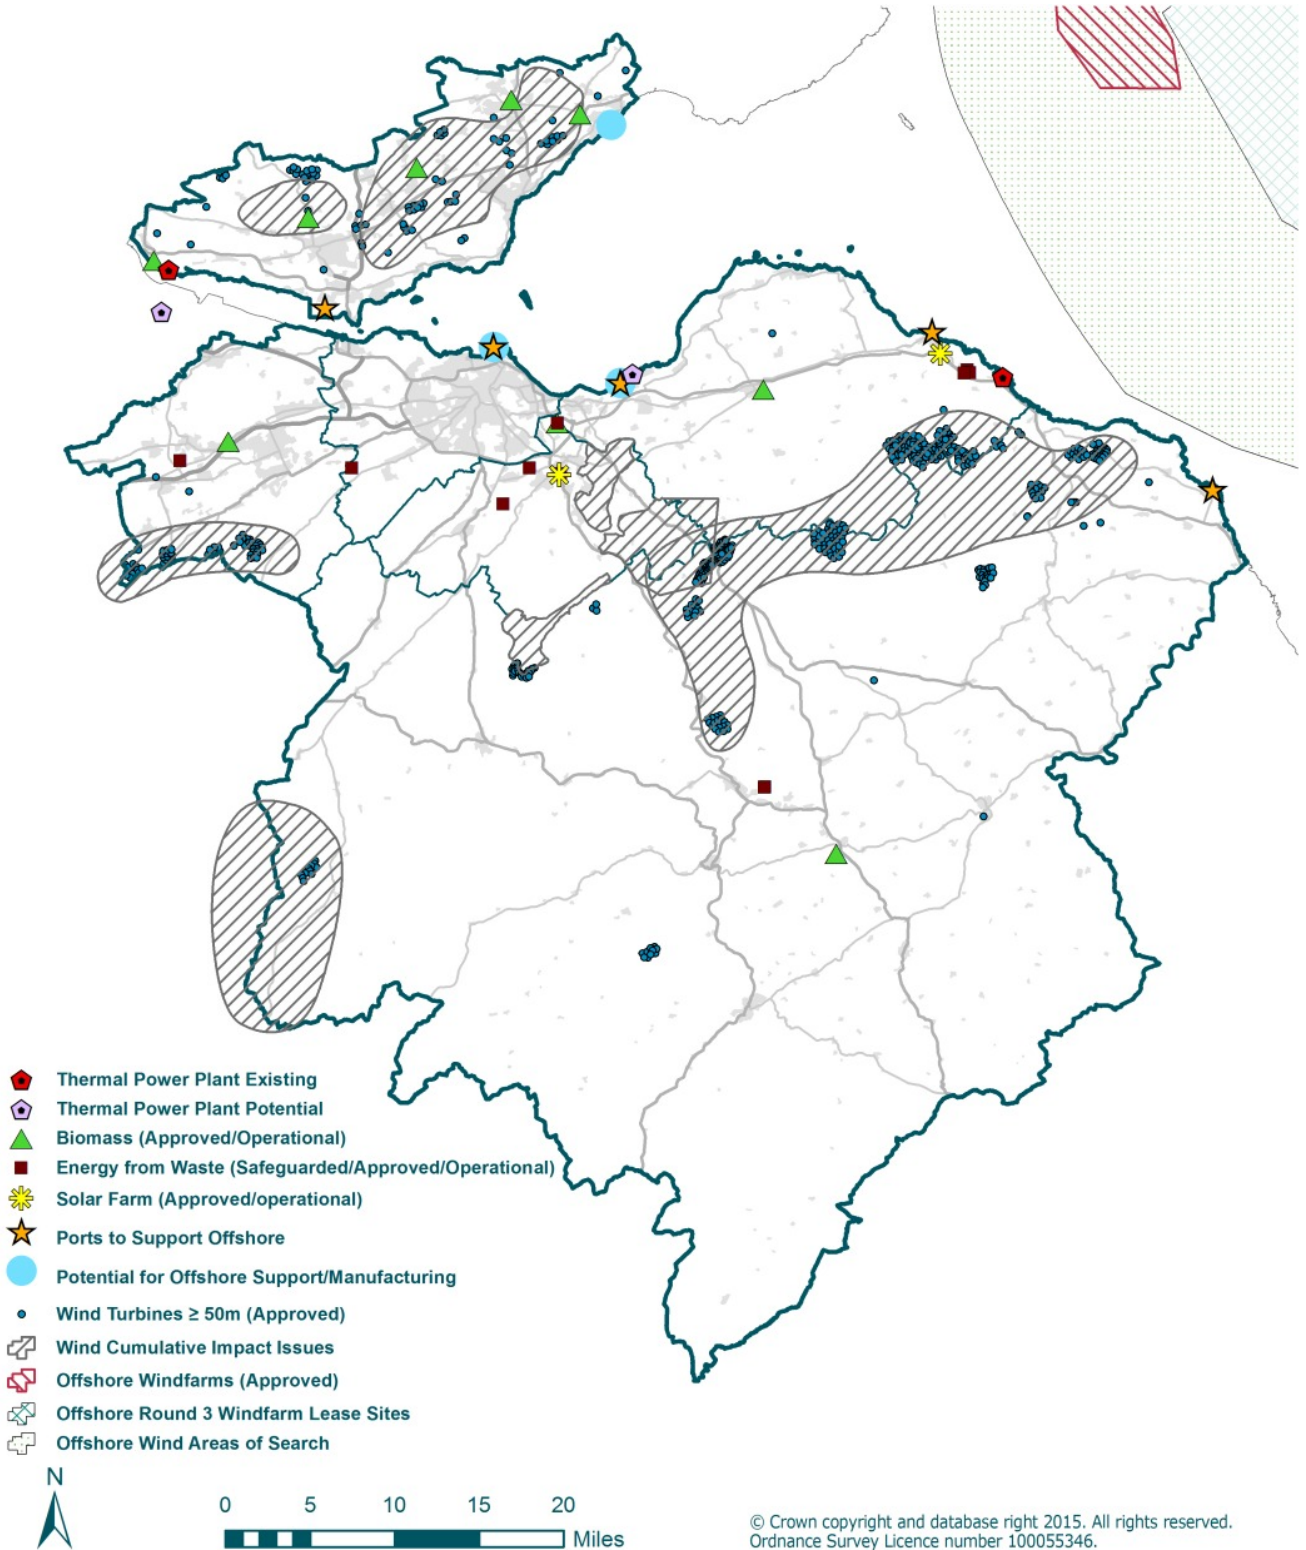 Thermal Power Plant Existing
Thermal Power Plant Potential
Biomass (Approved/Operational)
Energy from Waste (Safeguarded/Approved/Operational)
Solar Farm (Approved/operational)
Ports to Support Offshore
Potential for Offshore Support/Manufacturing
Wind Turbines ≥ 50m (Approved)
Wind Cumulative Impact Issues
Offshore Windfarms (Approved)
Offshore Round 3 Windfarm Lease Sites
Offshore Wind Areas of Search
N
0 5 10 15 20
Miles
© Crown copyright and database right 2015. All rights reserved.
Ordnance Survey Licence number 100055346.